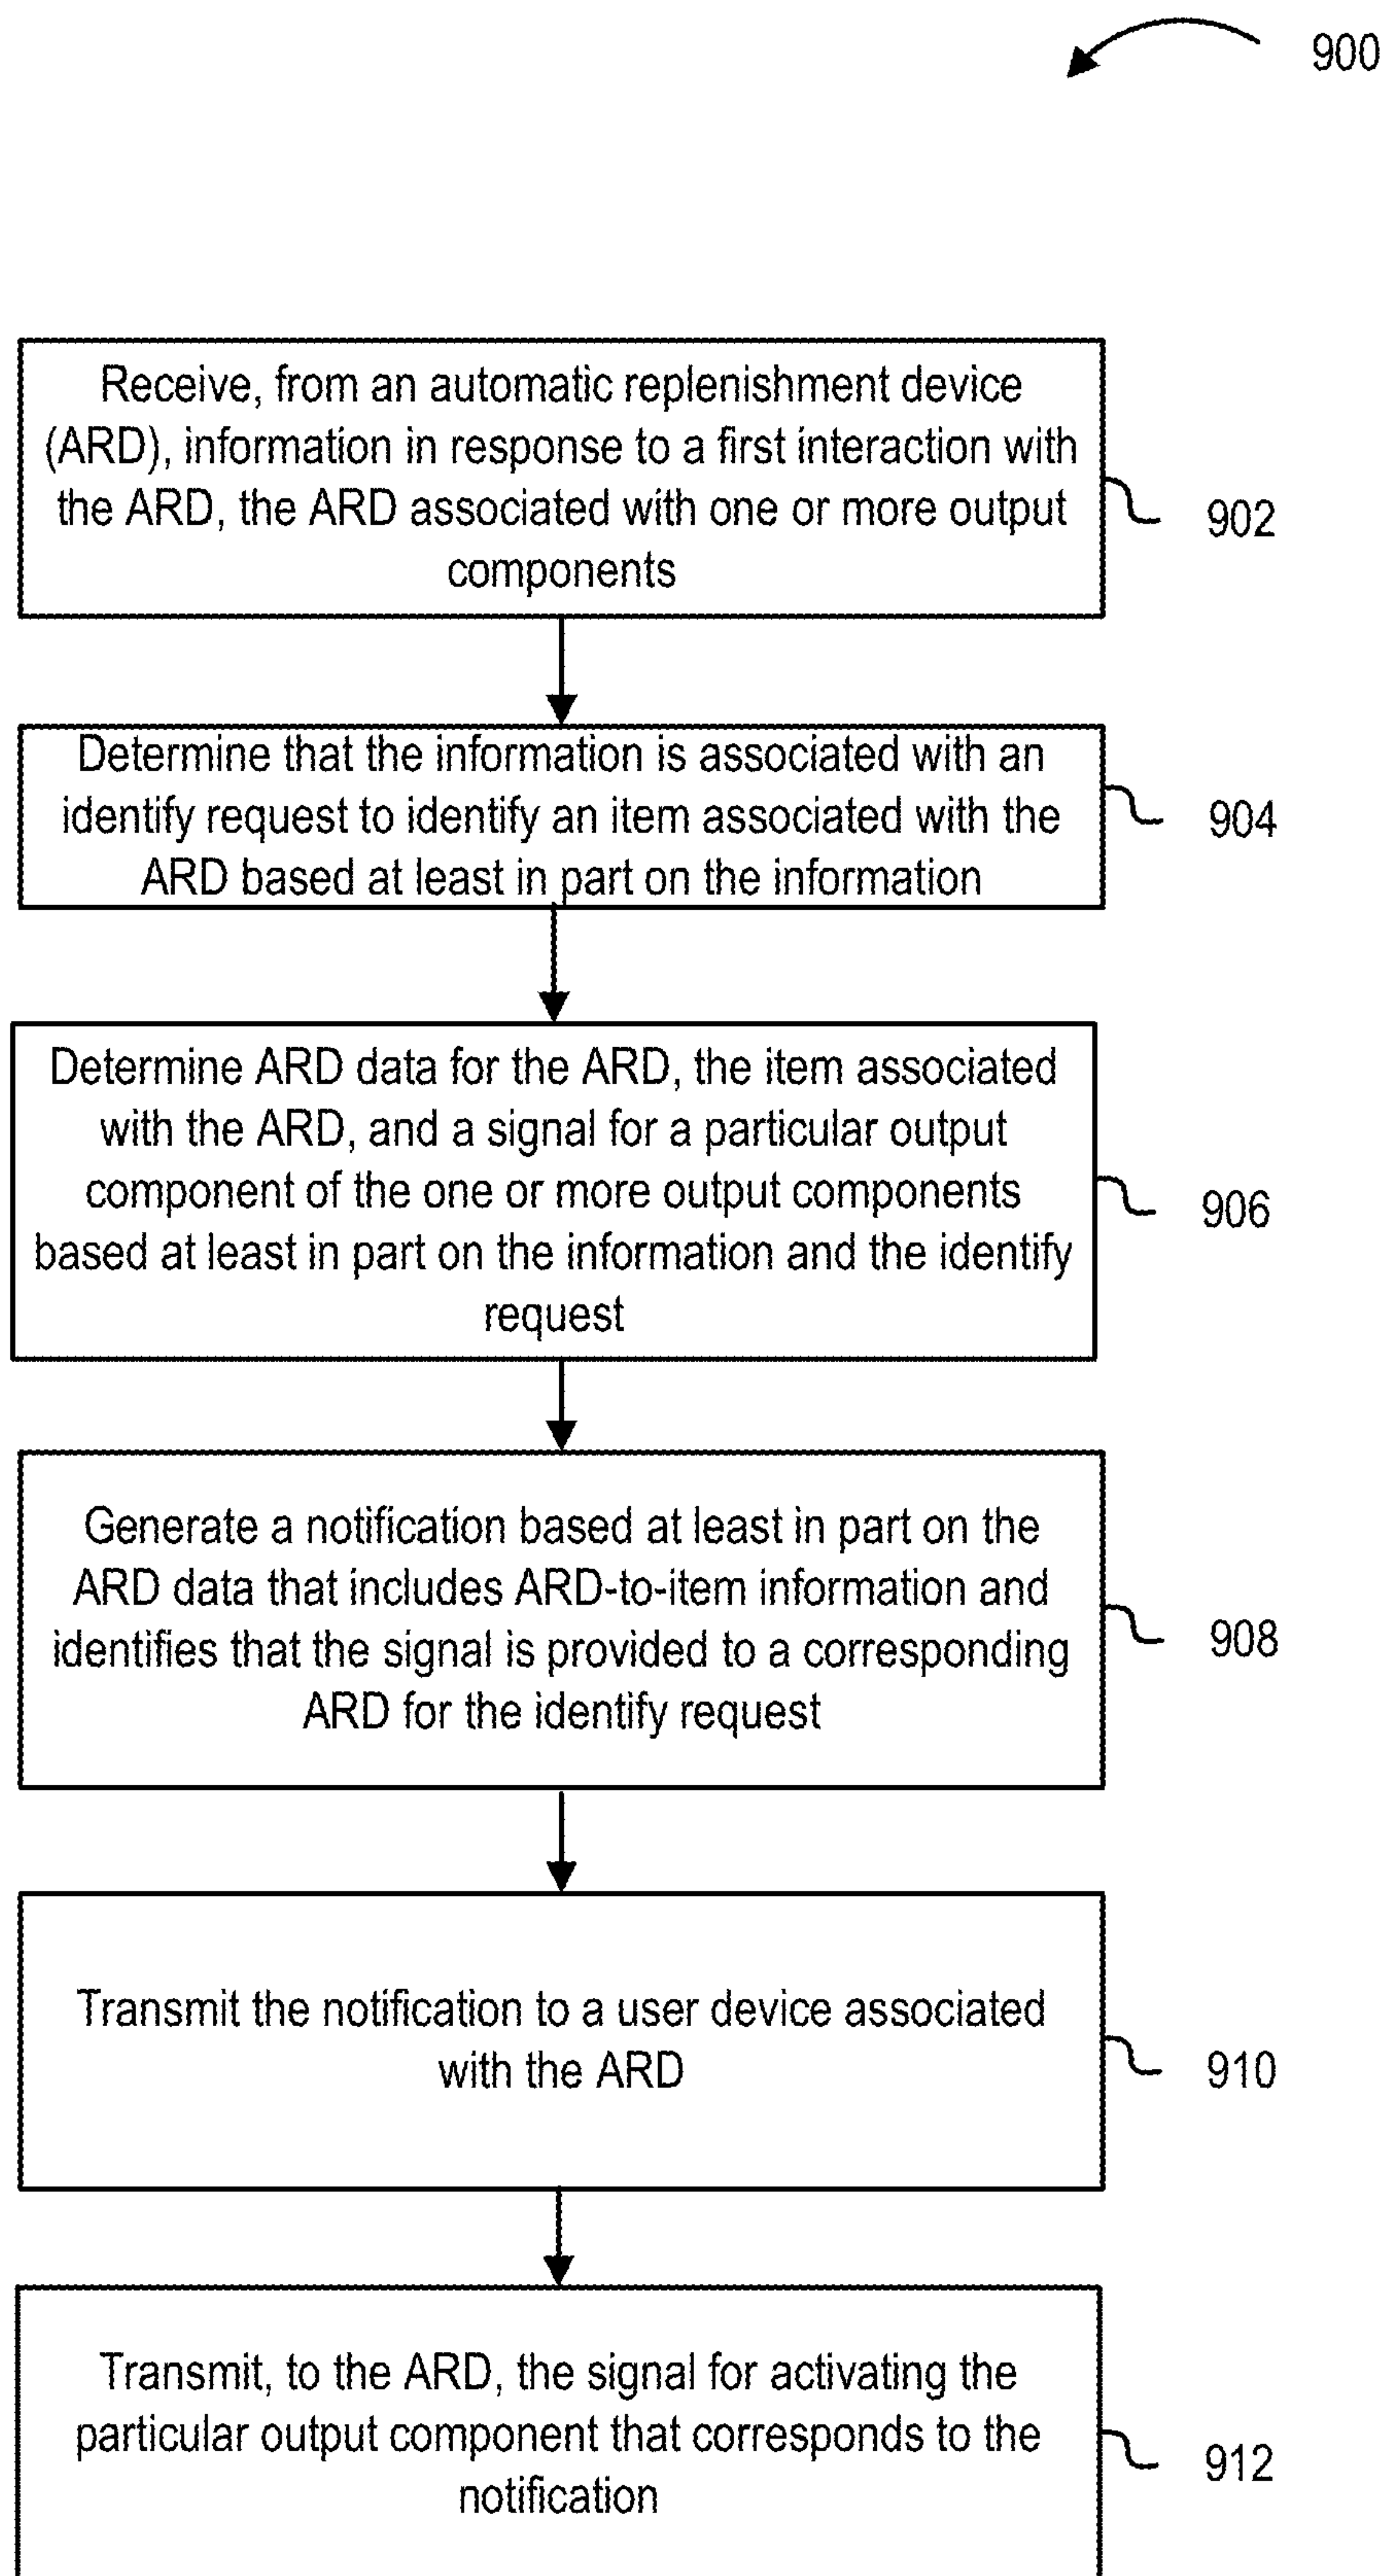 900
Receive, from an automatic replenishment device
(ARD), information in response to a first interaction with
the ARD, the ARD associated with one or more output
components
902
Determine that the information is associated with an
identify request to identify an item associated with the
ARD based at least in part on the information
904
Determine ARD data for the ARD, the item associated
with the ARD, and a signal for a particular output
component of the one or more output components
based at least in part on the information and the identify
request
906
Generate a notification based at least in part on the
ARD data that includes ARD-to-item information and
identifies that the signal is provided to a corresponding
ARD for the identify request
908
Transmit the notification to a user device associated
with the ARD
910
Transmit, to the ARD, the signal for activating the
particular output component that corresponds to the
notification
912